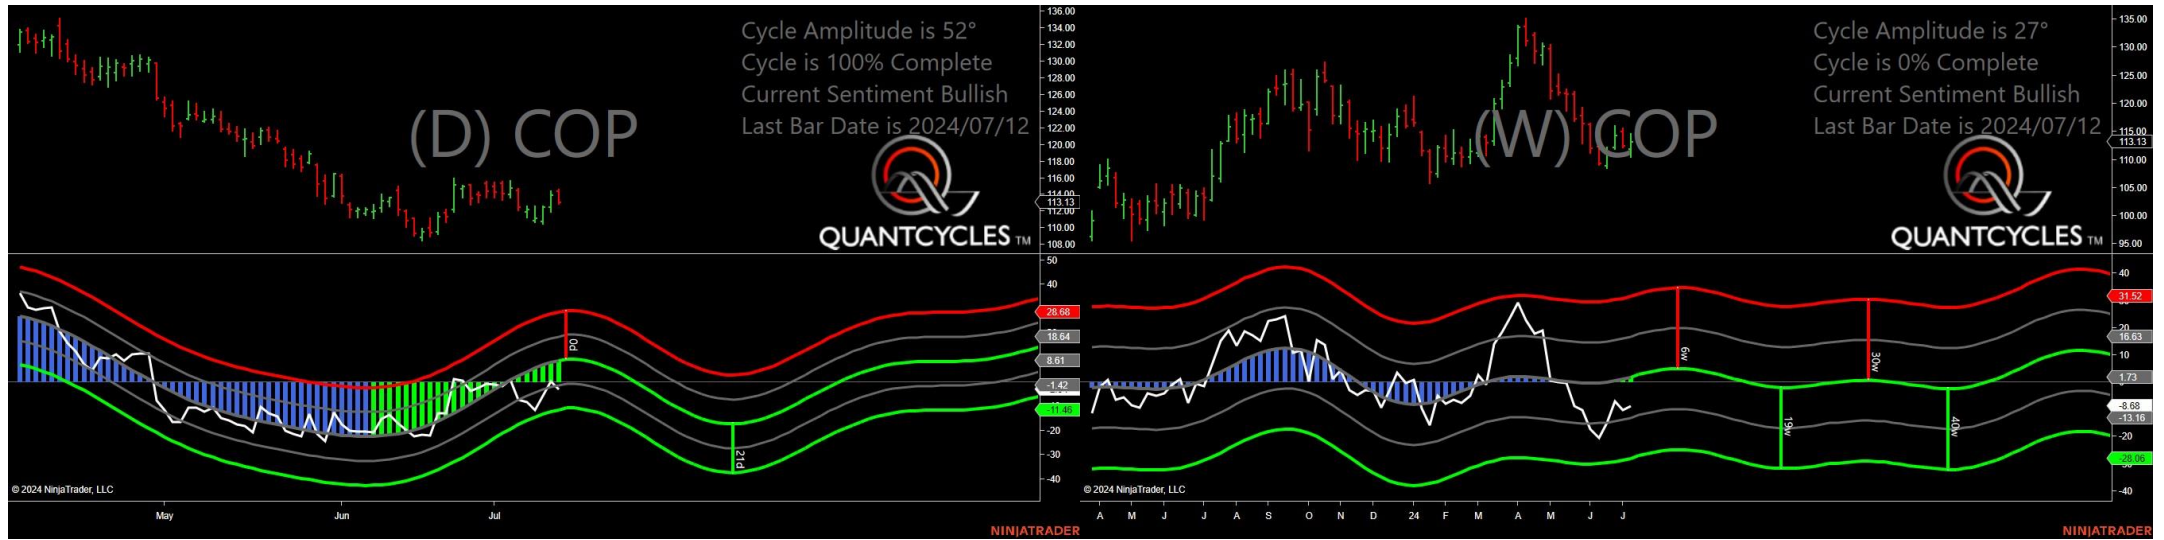 Cycle Amplitude is 52°
Cycle is 100% Complete
Current Sentiment Bullish
Last Bar Date is 2024/07/12
(D) COP
QUANTCYCLES TM
136.00
134.00
132.00
130.00
128.00
126.00
124.00
122.00
120.00
118.00
116.00
114.00
113.13
112.00
110.00
108.00
50
40
28.68
18.64
8.61
-1.42
-11.46
-20
-30
-40
0d
21d
© 2024 NinjaTrader, LLC
May Jun Jul
NINJATRADER
Cycle Amplitude is 27°
Cycle is 0% Complete
Current Sentiment Bullish
Last Bar Date is 2024/07/12
(W) COP
QUANTCYCLES TM
135.00
130.00
125.00
120.00
115.00
113.13
110.00
105.00
100.00
95.00
40
31.52
20
16.63
10
1.73
-8.68
-13.16
-20
-28.06
-40
6w
19w
30w
40w
© 2024 NinjaTrader, LLC
A M J J A S O N D 24 F M A M J J
NINJATRADER